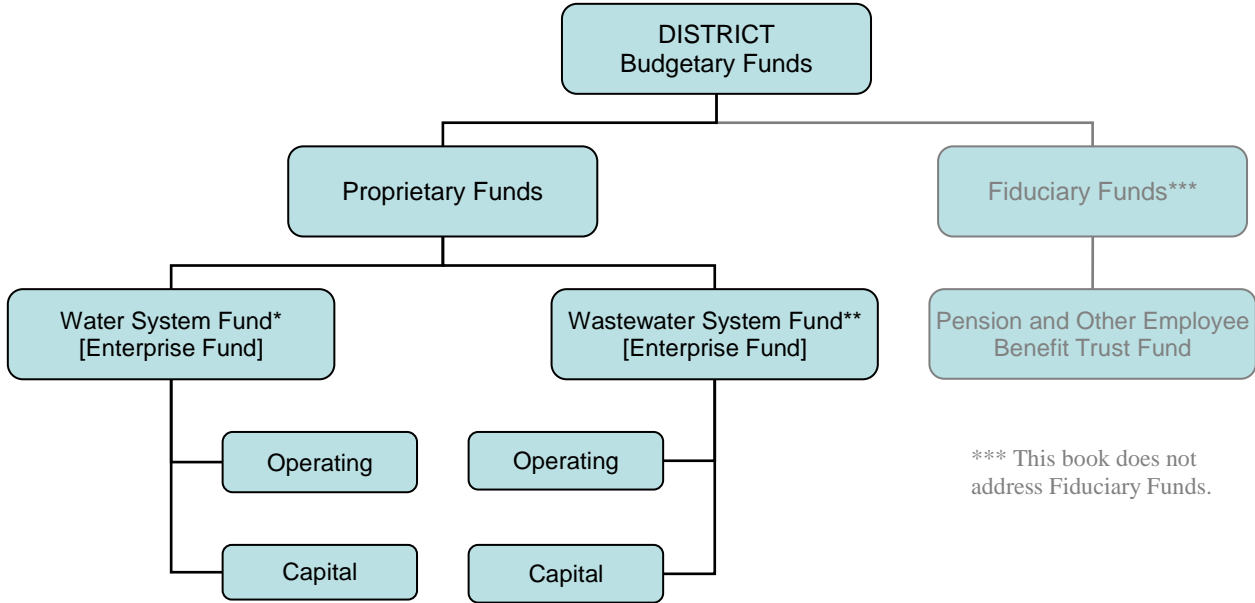 DISTRICT
Budgetary Funds
Proprietary Funds
Fiduciary Funds***
Water System Fund*
[Enterprise Fund]
Wastewater System Fund**
[Enterprise Fund]
Pension and Other Employee
Benefit Trust Fund
Operating
Operating
*** This book does not
address Fiduciary Funds.
Capital
Capital